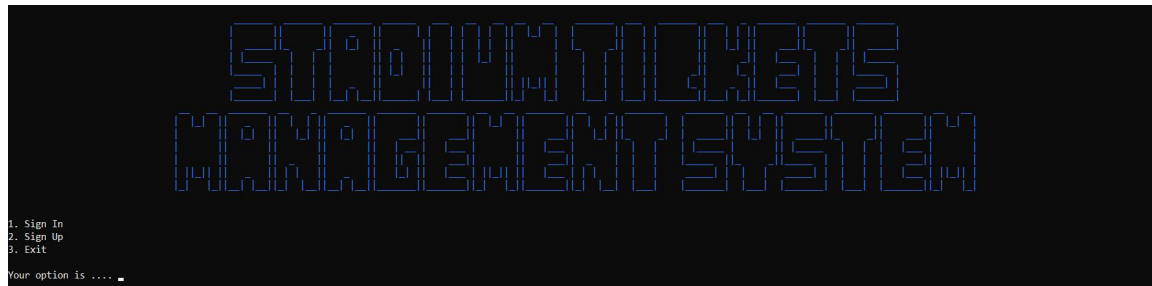 STADIUM TICKETS
MANAGEMENT SYSTEM
1. Sign In
2. Sign Up
3. Exit
Your option is ....